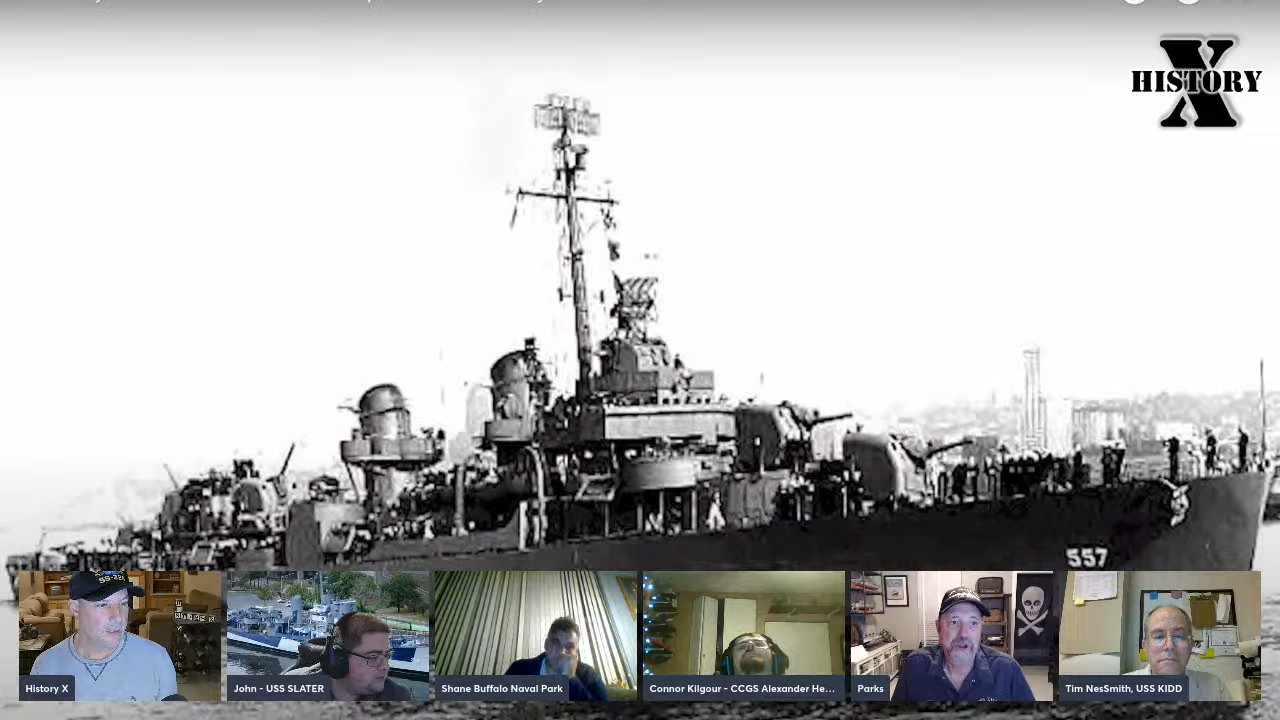 HISTORY
X
557
History X
John - USS SLATER
Shane Buffalo Naval Park
Connor Kilgour - CCGS Alexander He...
Parks
Tim NesSmith, USS KIDD